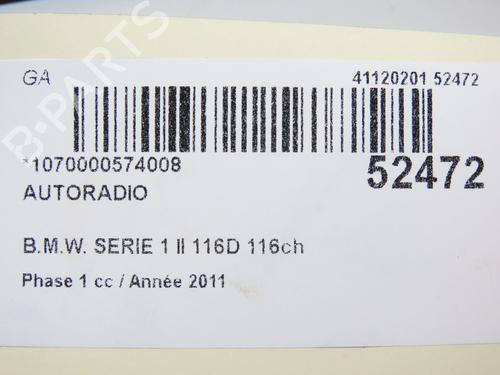 B-PARTS
GA 41120201 52472
*1070000574008 52472
AUTORADIO
B.M.W. SERIE 1 II 116D 116ch
Phase 1 cc / Année 2011